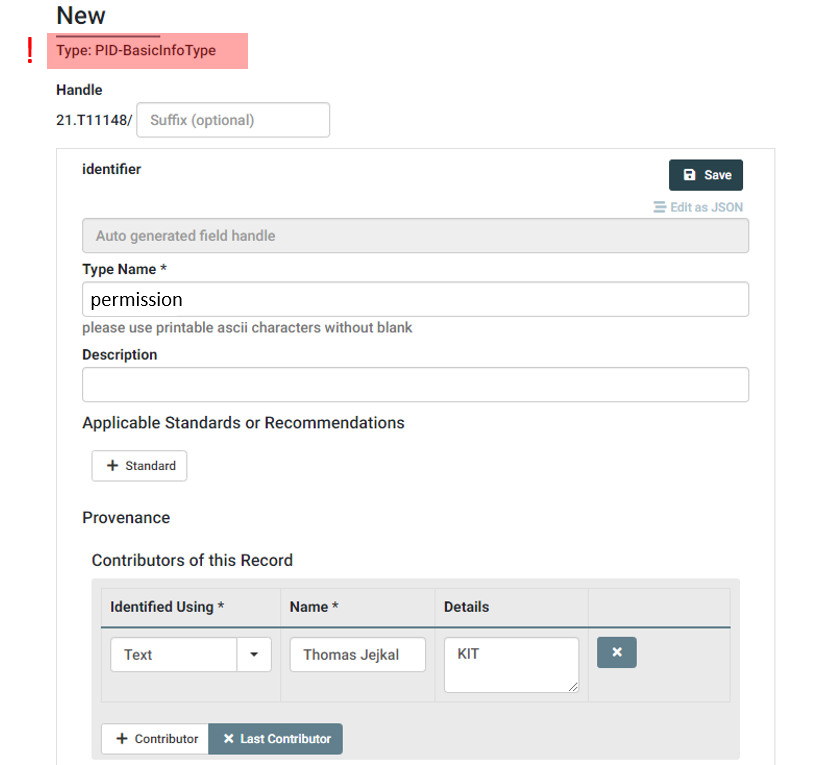 New
! Type: PID-BasicInfoType
Handle
21.T11148/ Suffix (optional)
identifier
Save
Edit as JSON
Auto generated field handle
Type Name *
permission
please use printable ascii characters without blank
Description
Applicable Standards or Recommendations
+ Standard
Provenance
Contributors of this Record
Identified Using * Name * Details
Text Thomas Jejkal KIT
+ Contributor × Last Contributor